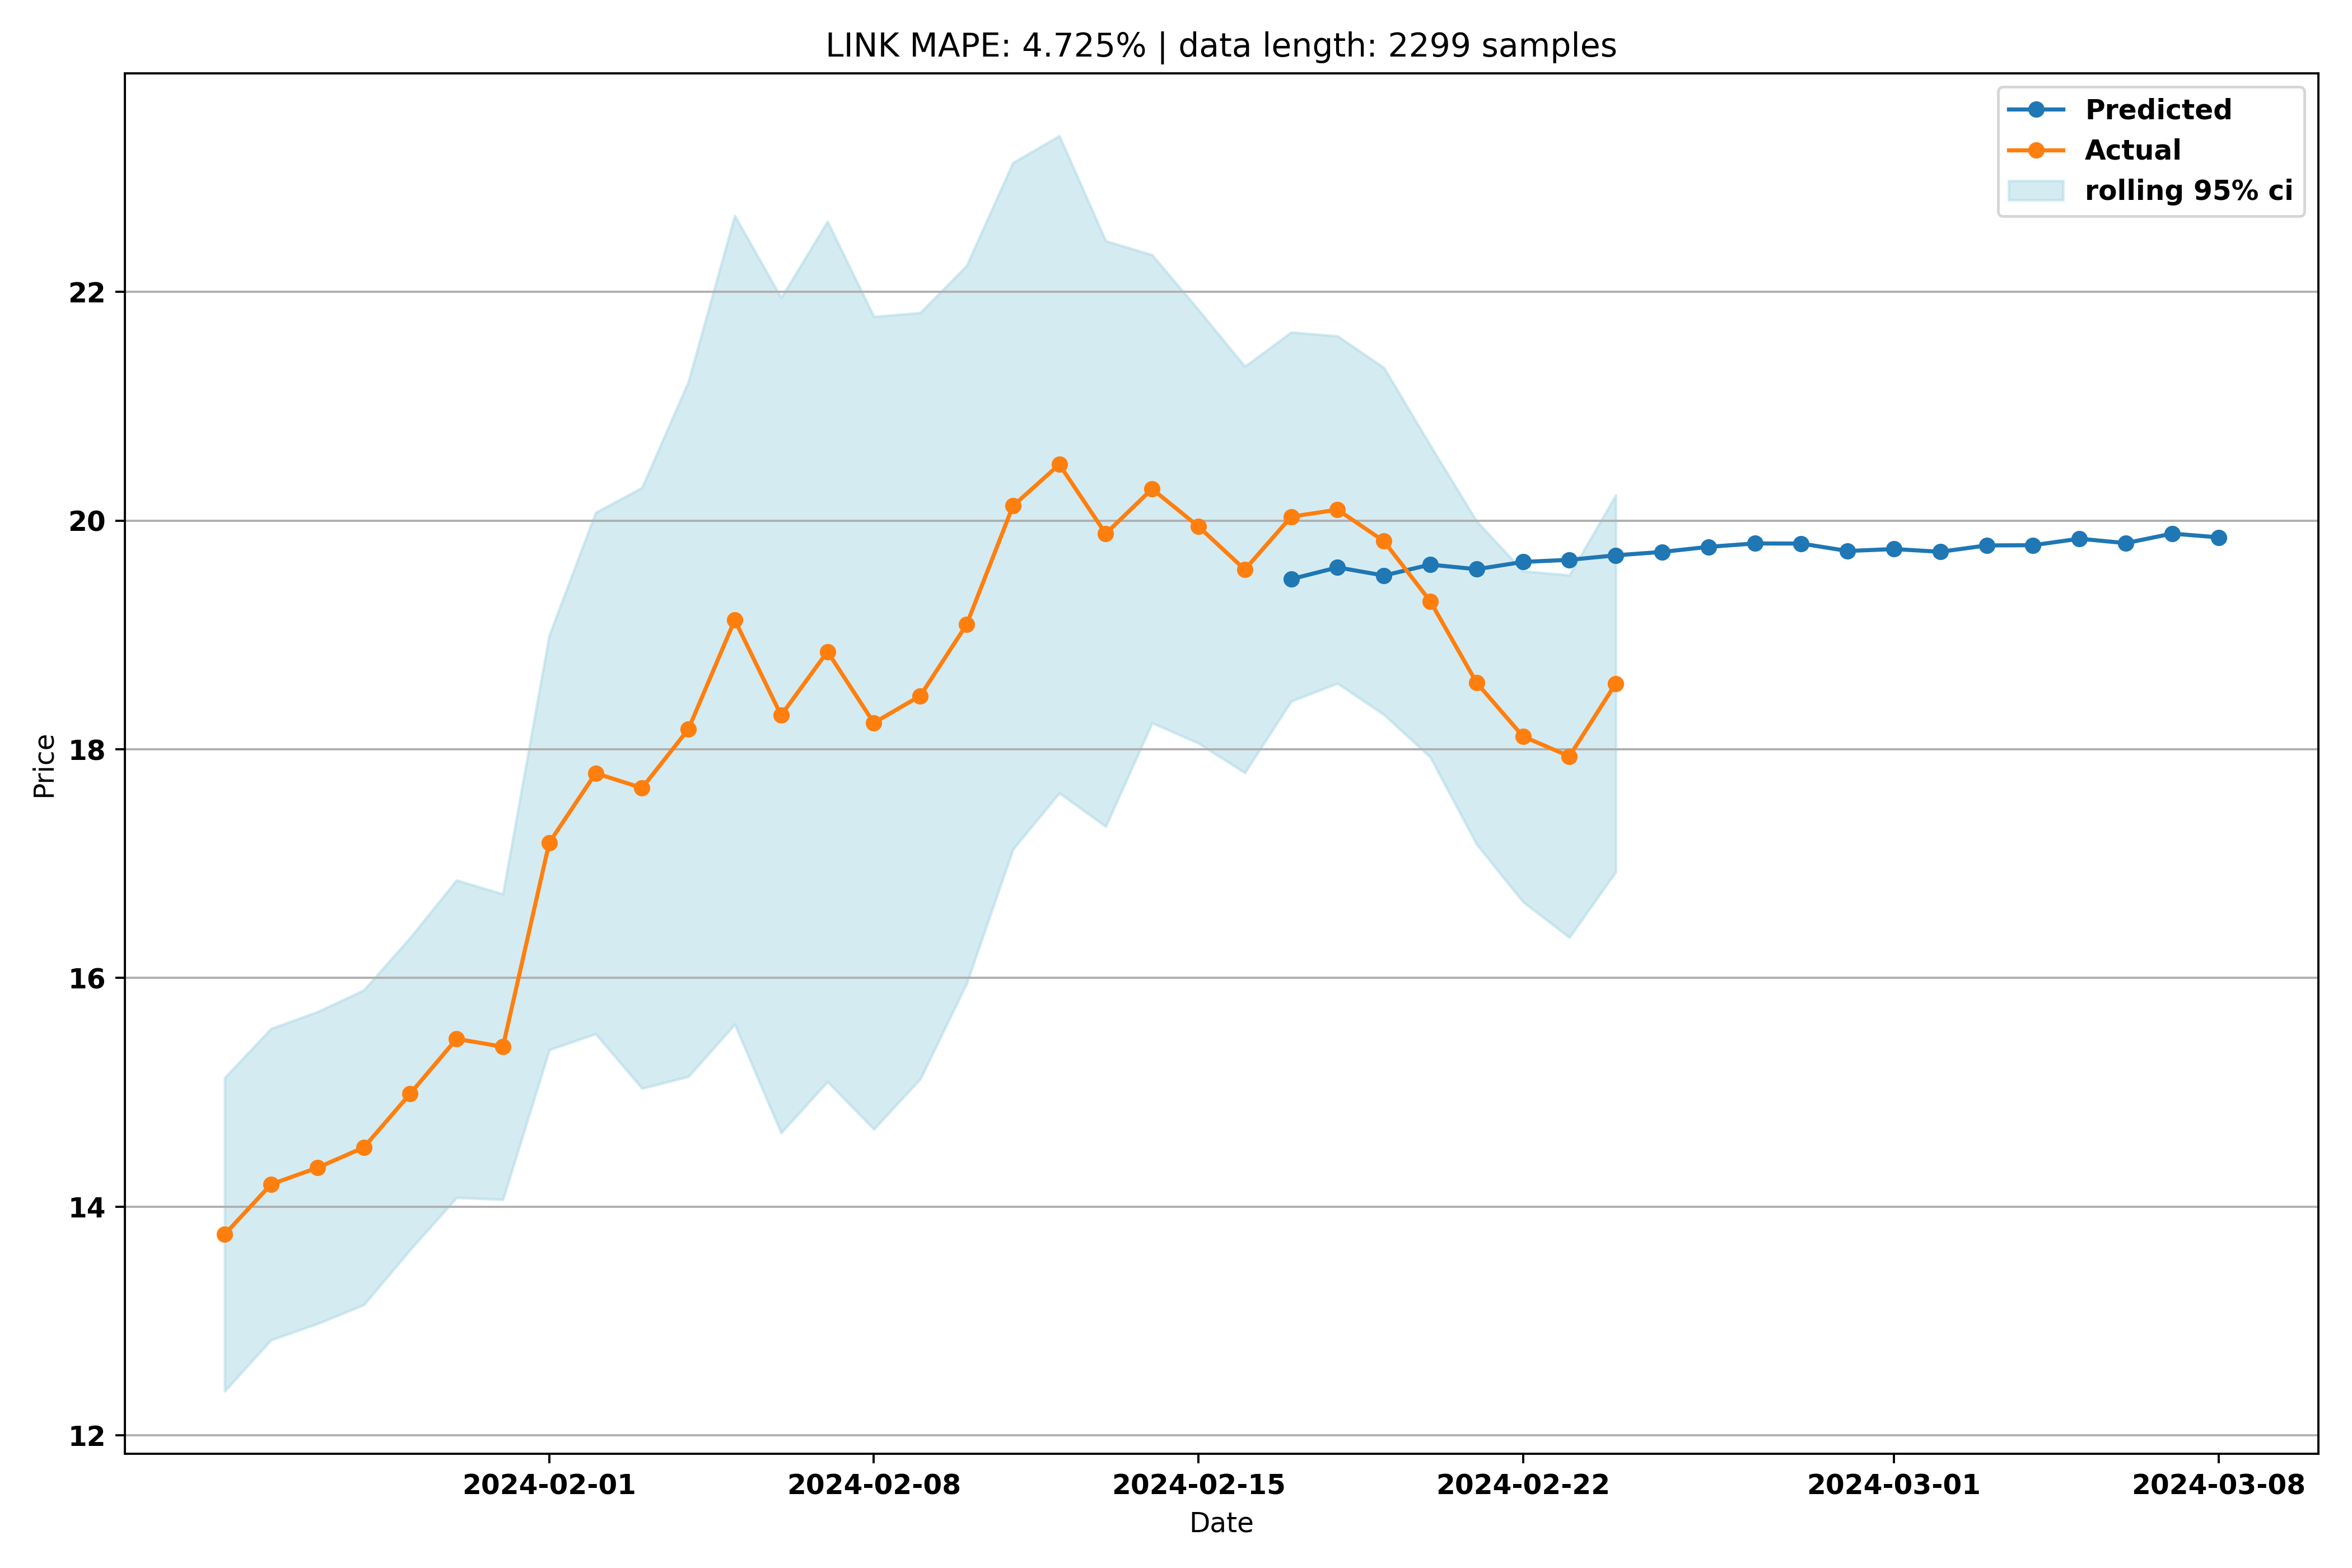 LINK MAPE: 4.725% | data length: 2299 samples
Predicted
Actual
rolling 95% ci
22
20
18
16
14
12
Price
2024-02-01
2024-02-08
2024-02-15
2024-02-22
2024-03-01
2024-03-08
Date